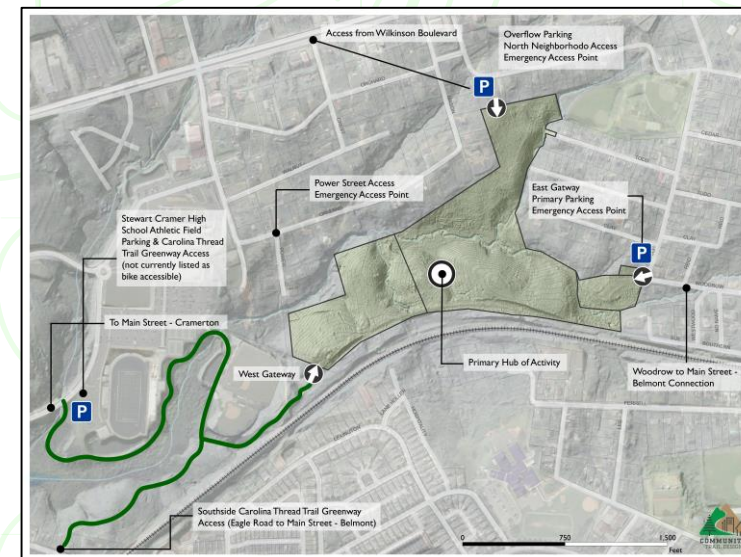 Access from Wilkinson Boulevard
Overflow Parking
North Neighborhodo Access
Emergency Access Point
P
ORCHARD
Power Street Access
Emergency Access Point
East Gatway
Primary Parking
Emergency Access Point
P
Stewart Cramer High
School Athletic Field
Parking & Carolina Thread
Trail Greenway Access
(not currently listed as
bike accessible)
To Main Street - Cramerton
P
West Gateway
Primary Hub of Activity
Woodrow to Main Street -
Belmont Connection
Southside Carolina Thread Trail Greenway
Access (Eagle Road to Main Street - Belmont)
0 750 1,500
Feet